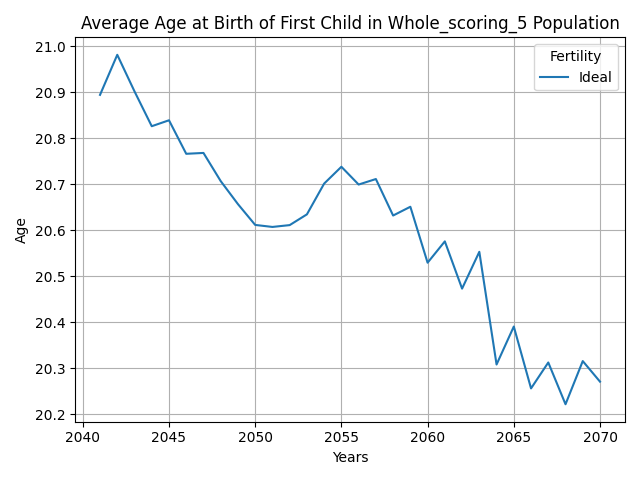 Average Age at Birth of First Child in Whole_scoring_5 Population
Fertility
Ideal
21.0
20.9
20.8
20.7
20.6
20.5
20.4
20.3
20.2
Age
2040 2045 2050 2055 2060 2065 2070
Years